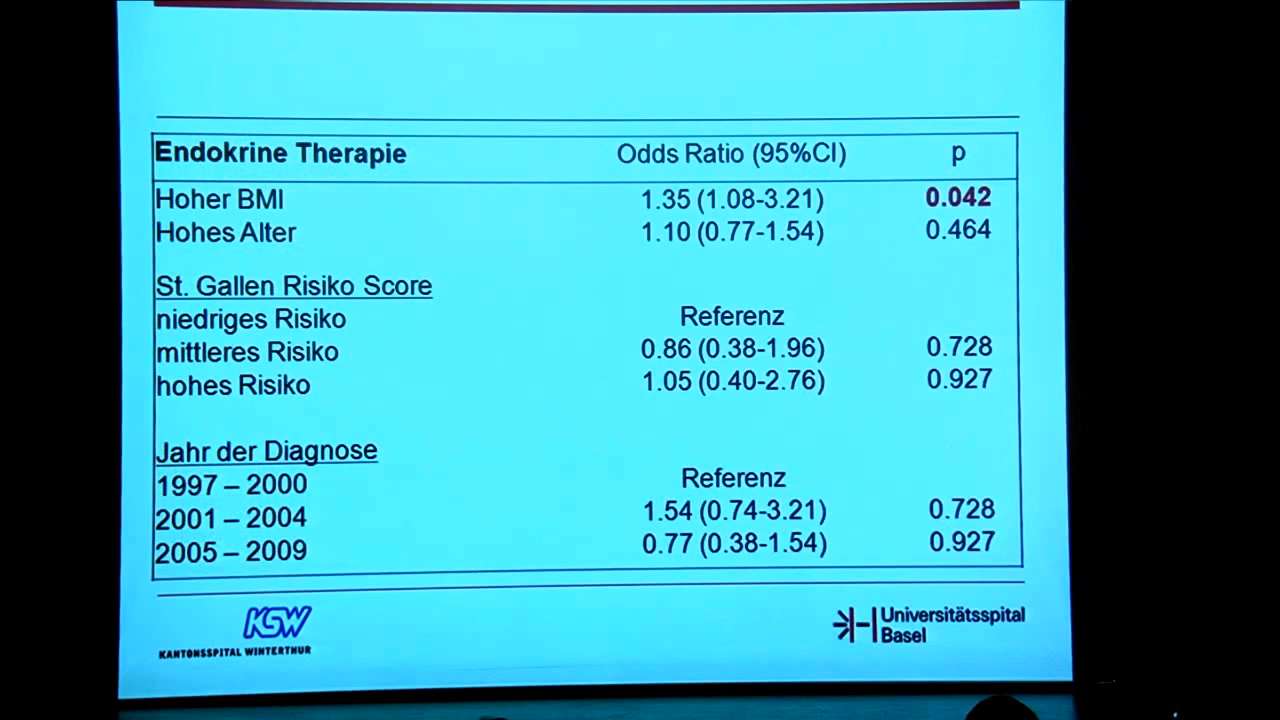 Endokrine Therapie Odds Ratio (95%CI) p
Hoher BMI 1.35 (1.08-3.21) 0.042
Hohes Alter 1.10 (0.77-1.54) 0.464
St. Gallen Risiko Score
niedriges Risiko Referenz
mittleres Risiko 0.86 (0.38-1.96) 0.728
hohes Risiko 1.05 (0.40-2.76) 0.927
Jahr der Diagnose
1997 – 2000 Referenz
2001 – 2004 1.54 (0.74-3.21) 0.728
2005 – 2009 0.77 (0.38-1.54) 0.927
KSW
KANTONSSPITAL WINTERTHUR
Universitätsspital
Basel